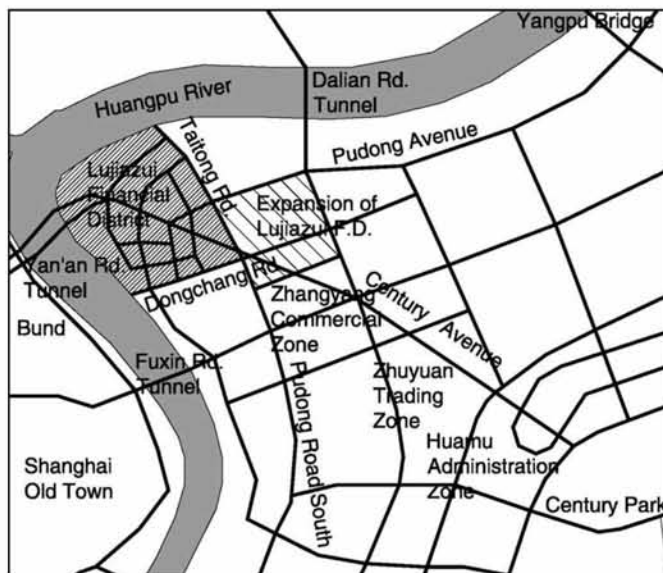 Yangpu Bridge
Huangpu River
Dalian Rd.
Tunnel
Pudong Avenue
Taitong Rd.
Lujiazui
Financial
District
Expansion of
Lujiazui F.D.
Yan'an Rd.
Tunnel
Dongchang Rd.
Bund
Zhangyang
Commercial
Zone
Century Avenue
Fuxin Rd.
Tunnel
Zhuyuan
Trading
Zone
Pudong Road South
Huamu
Administration
Zone
Shanghai
Old Town
Century Park